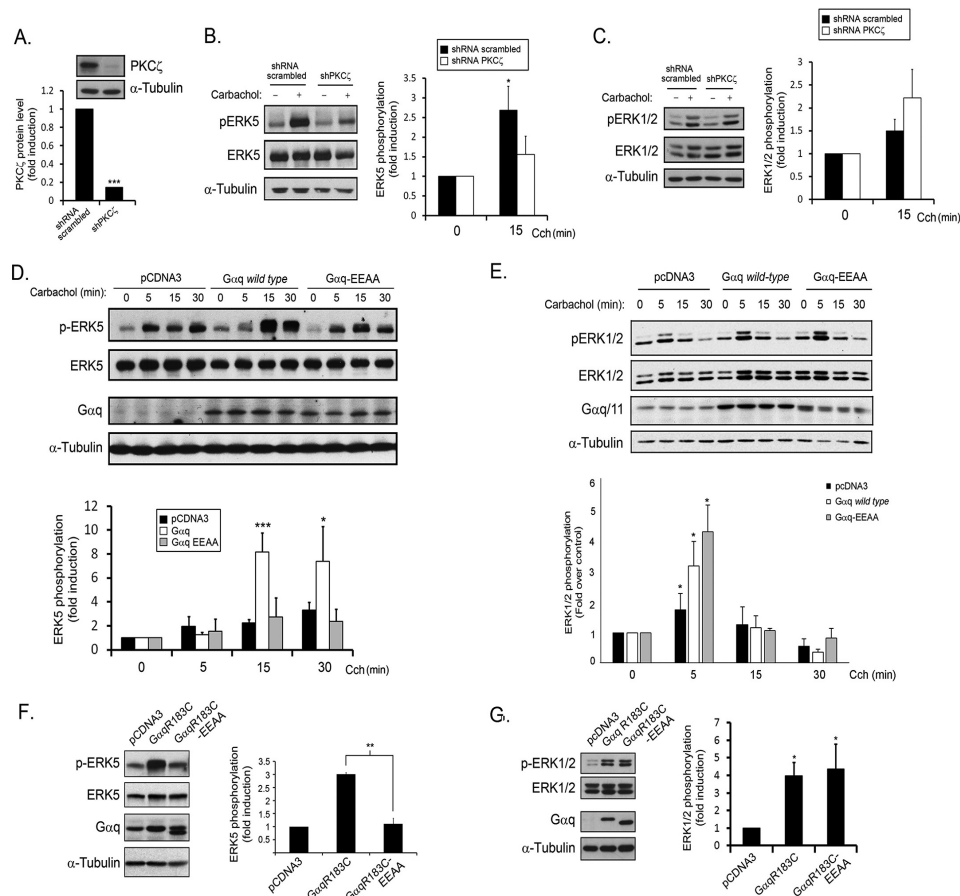 A.
PKCζ
α-Tubulin
PKCζ protein level
(fold induction)
1.2
1
0.8
0.6
0.4
0.2
0
***
shRNA
scrambled
shPKCζ
B.
shRNA
scrambled
shPKCζ
Carbachol:
–
+
–
+
pERK5
ERK5
α-Tubulin
shRNA scrambled
shRNA PKCζ
ERK5 phosphorylation
(fold induction)
3.5
3
2.5
2
1.5
1
0.5
0
*
0
15
Cch (min)
C.
shRNA
scrambled
shPKCζ
Carbachol:
– + – +
pERK1/2
ERK1/2
α-Tubulin
shRNA scrambled
shRNA PKCζ
ERK1/2 phosphorylation
(fold induction)
3
2.5
2
1.5
1
0.5
0
0
15
Cch (min)
D.
pCDNA3
Gαq wild type
Gαq-EEAA
Carbachol (min): 0 5 15 30 0 5 15 30 0 5 15 30
p-ERK5
ERK5
Gαq
α-Tubulin
ERK5 phosphorylation
(fold induction)
12
10
8
6
4
2
0
pCDNA3
Gαq
Gαq EEAA
***
*
0
5
15
30
Cch (min)
E.
pcDNA3
Gαq wild-type
Gαq-EEAA
Carbachol (min): 0 5 15 30 0 5 15 30 0 5 15 30
pERK1/2
ERK1/2
Gαq/11
α-Tubulin
ERK1/2 phosphorylation
(Fold over control)
6
5
4
3
2
1
0
pcDNA3
Gαq wild type
Gαq-EEAA
*
*
*
0
5
15
30
Cch (min)
F.
pCDNA3
GαqR183C
GαqR183C
-EEAA
p-ERK5
ERK5
Gαq
α-Tubulin
ERK5 phosphorylation
(fold induction)
3.5
3
2.5
2
1.5
1
0.5
0
**
pCDNA3
GαqR183C
GαqR183C-
EEAA
G.
pcDNA3
Gαq R183C
GαqR183C
-EEAA
p-ERK1/2
ERK1/2
Gαq
α-Tubulin
ERK1/2 phosphorylation
(fold induction)
7
6
5
4
3
2
1
0
*
*
pCDNA3
GαqR183C
GαqR183C-
EEAA